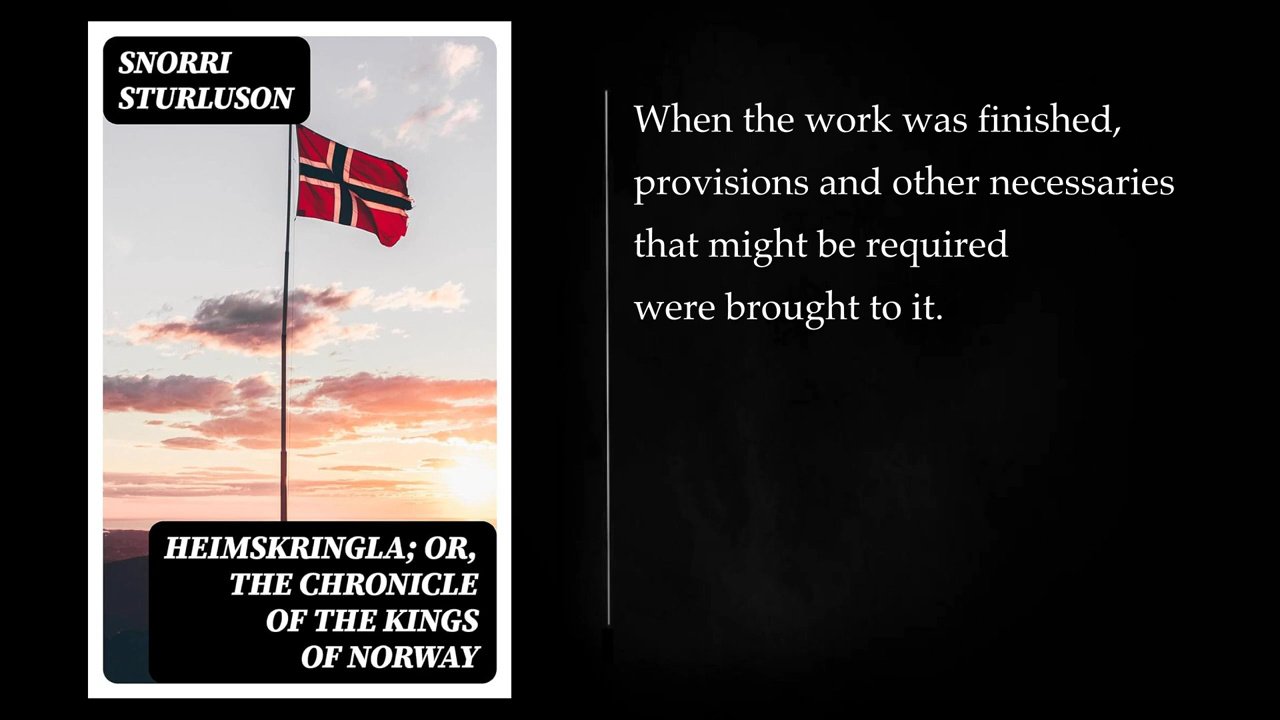 SNORRI
STURLUSON
HEIMSKRINGLA; OR,
THE CHRONICLE
OF THE KINGS
OF NORWAY
When the work was finished,
provisions and other necessaries
that might be required
were brought to it.